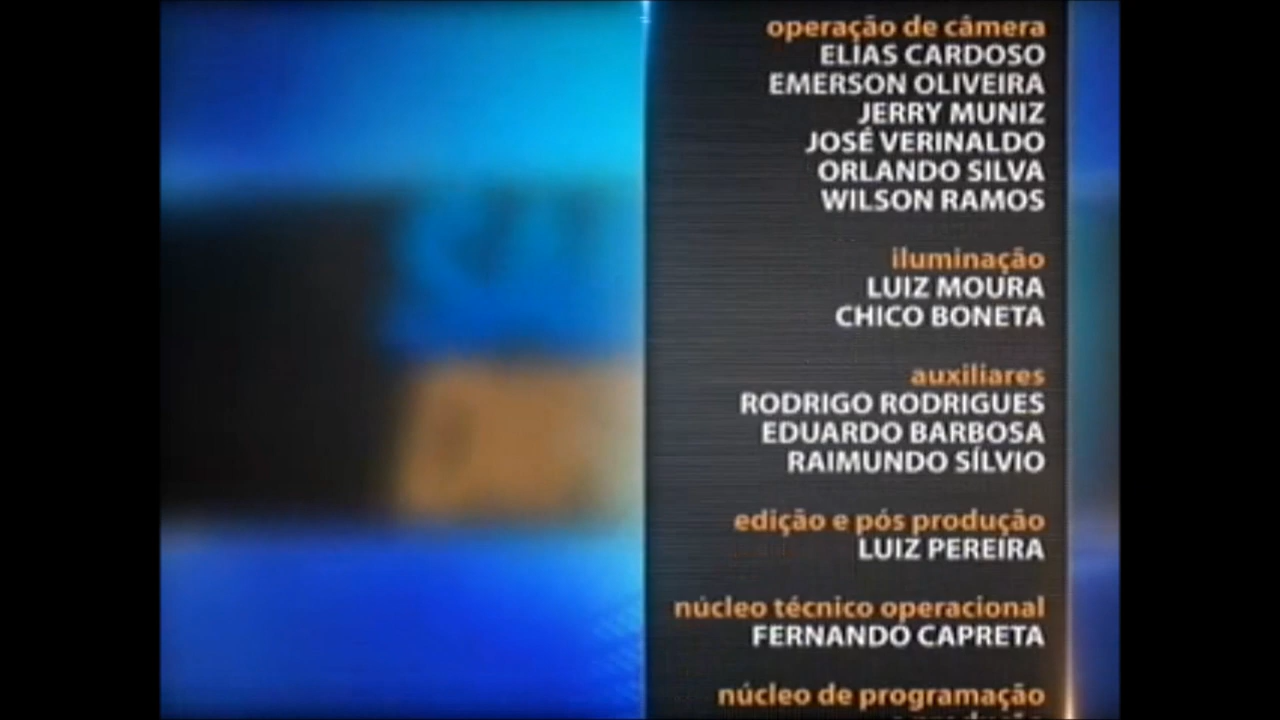 operação de câmera
ELIAS CARDOSO
EMERSON OLIVEIRA
JERRY MUNIZ
JOSÉ VERINALDO
ORLANDO SILVA
WILSON RAMOS
iluminação
LUIZ MOURA
CHICO BONETA
auxiliares
RODRIGO RODRIGUES
EDUARDO BARBOSA
RAIMUNDO SÍLVIO
edição e pós produção
LUIZ PEREIRA
núcleo técnico operacional
FERNANDO CAPRETA
núcleo de programação